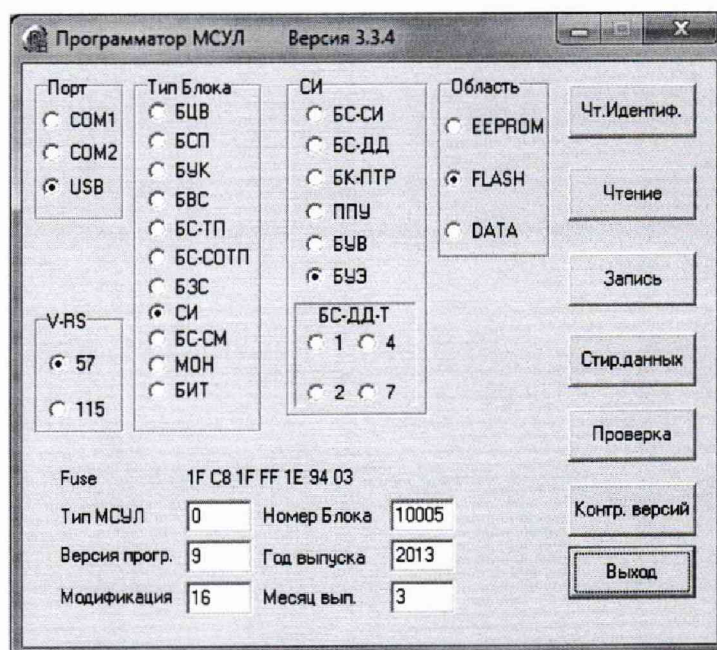 Программатор МСУЛ Версия 3.3.4
Порт
COM1
COM2
USB
V-RS
57
115
Тип Блока
БЦВ
БСП
БУК
БВС
БС-ТП
БС-СОТП
БЗС
СИ
БС-СМ
МОН
БИТ
СИ
БС-СИ
БС-ДД
БК-ПТР
ППУ
БУВ
БУЭ
БС-ДД-Т
1 4
2 7
Область
EEPROM
FLASH
DATA
Чт.Идентиф.
Чтение
Запись
Стир.данных
Проверка
Контр. версий
Выход
Fuse 1F C8 1F FF 1E 94 03
Тип МСУЛ 0 Номер Блока 10005
Версия прогр. 9 Год выпуска 2013
Модификация 16 Месяц вып. 3